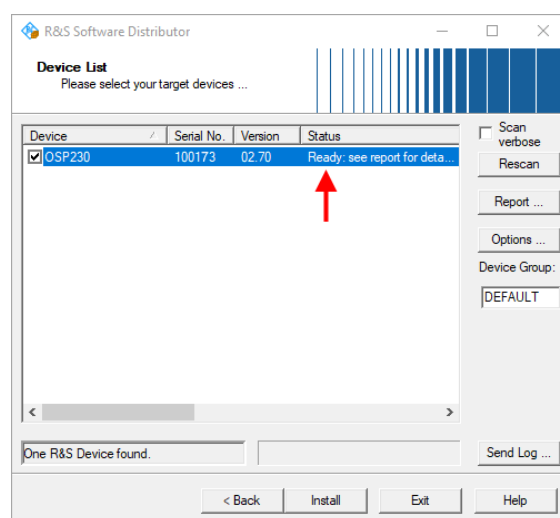 R&S Software Distributor
Device List
Please select your target devices ...
Device Serial No. Version Status
OSP230 100173 02.70 Ready: see report for deta...
Scan
verbose
Rescan
Report ...
Options ...
Device Group:
DEFAULT
One R&S Device found.
Send Log ...
< Back Install Exit Help